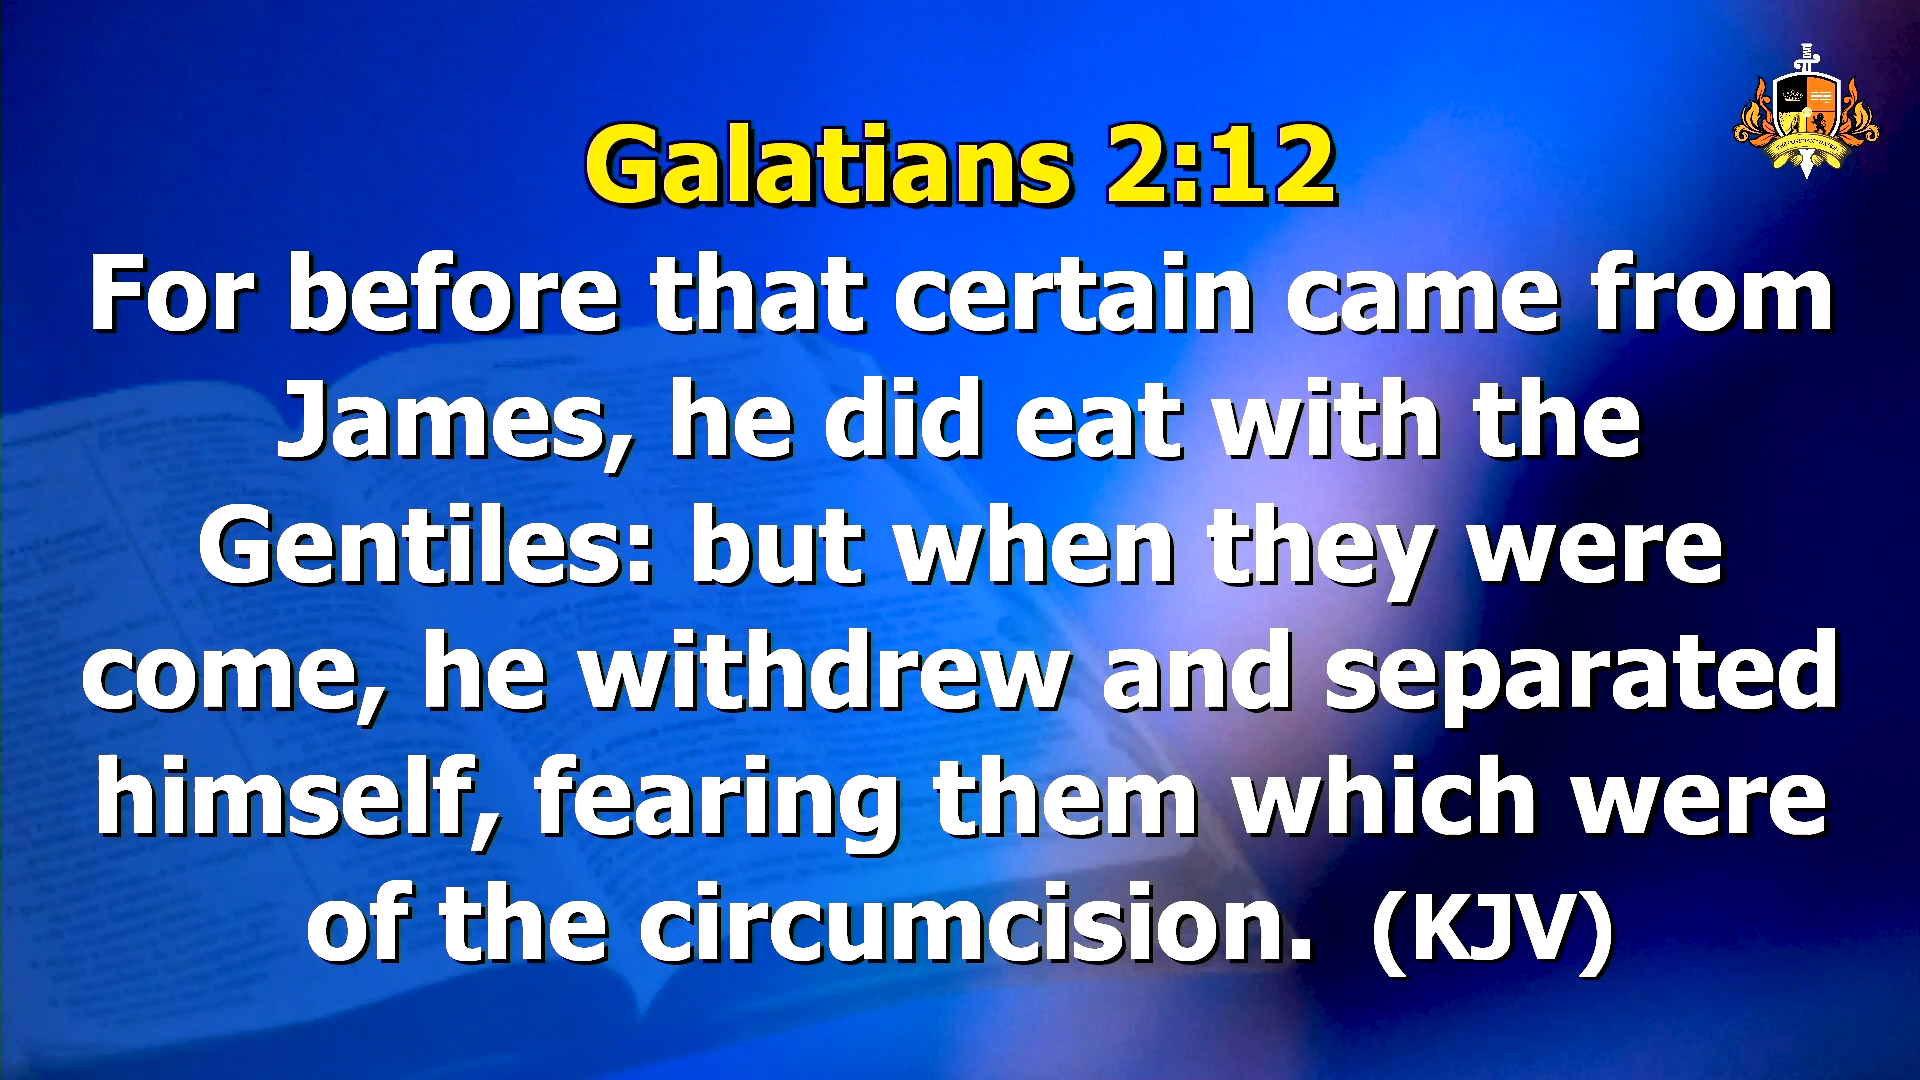 Galatians 2:12
For before that certain came from
James, he did eat with the
Gentiles: but when they were
come, he withdrew and separated
himself, fearing them which were
of the circumcision.  (KJV)